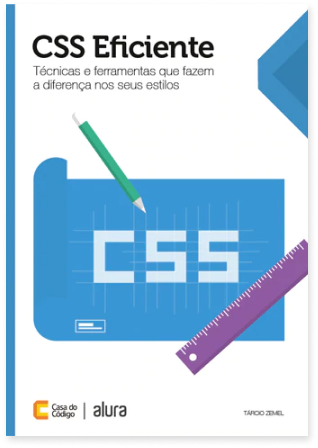 CSS Eficiente
Técnicas e ferramentas que fazem
a diferença nos seus estilos
CSS
Casa do
Código
alura
TÁRCIO ZEMEL